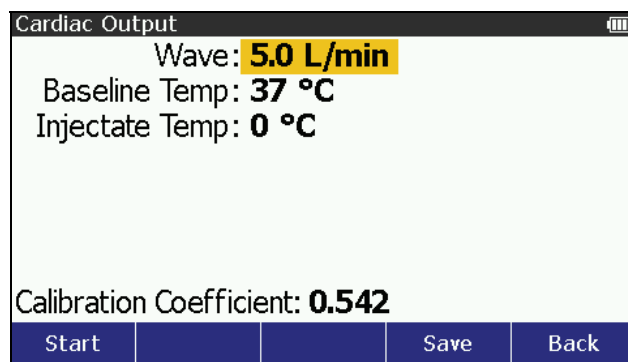 Cardiac Output
Wave: 5.0 L/min
Baseline Temp: 37 °C
Injectate Temp: 0 °C
Calibration Coefficient: 0.542
Start Save Back